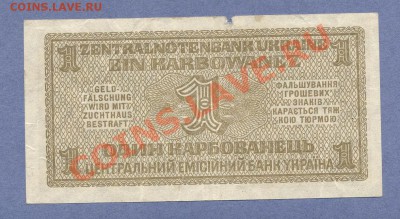 COINS.LAVE.RU
1
ZENTRALNOTENBANK UKRAINE
EIN KARBOWANEZ
1
GELD-
FÄLSCHUNG
WIRD MIT
ZUCHTHAUS
BESTRAFT
1
ФАЛЬШУВАННЯ
ГРОШЕВИХ
ЗНАКІВ
КАРАЄТЬСЯ ТЯЖ-
КОЮ ТЮРМОЮ
COINS.LAVE.RU
1
ОДИН КАРБОВАНЕЦЬ
ЦЕНТРАЛЬНИЙ ЕМІСІЙНИЙ БАНК УКРАЇНА
1